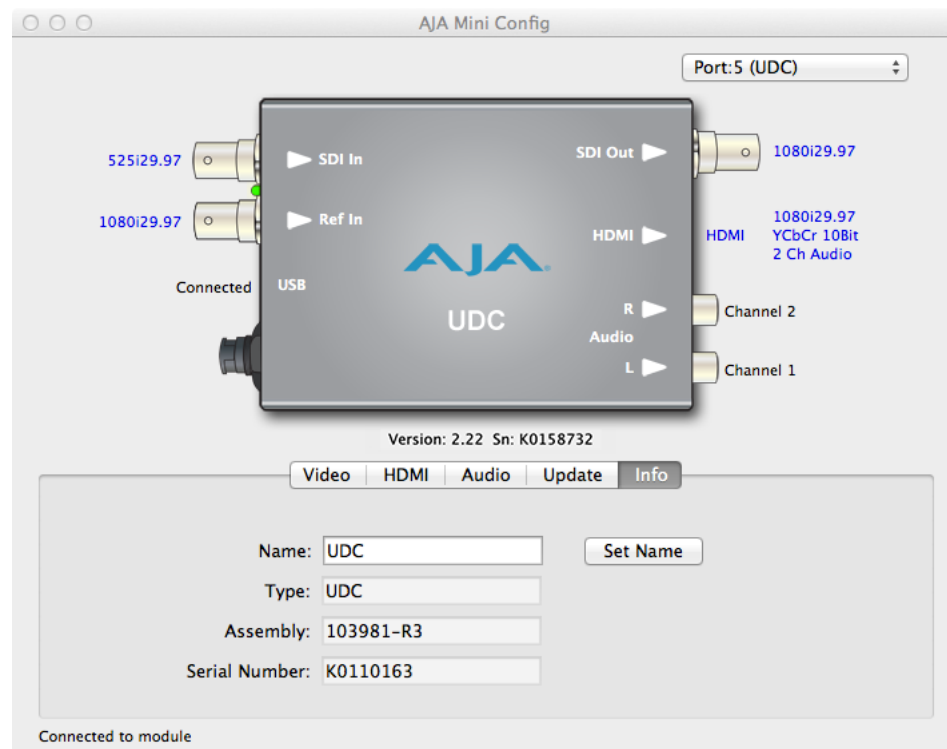 AJA Mini Config
Port:5 (UDC)
525i29.97
SDI In
SDI Out
1080i29.97
1080i29.97
Ref In
HDMI
HDMI
1080i29.97
YCbCr 10Bit
2 Ch Audio
AJA
Connected
USB
UDC
R
Channel 2
Audio
L
Channel 1
Version: 2.22 Sn: K0158732
Video HDMI Audio Update Info
Name: UDC Set Name
Type: UDC
Assembly: 103981-R3
Serial Number: K0110163
Connected to module